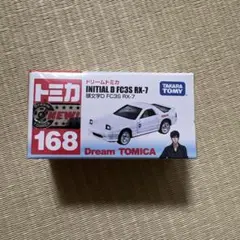 トミカ
NEW!
168
ドリームトミカ
INITIAL D FC3S RX-7
頭文字D FC3S RX-7
TAKARA
TOMY
Dream TOMICA